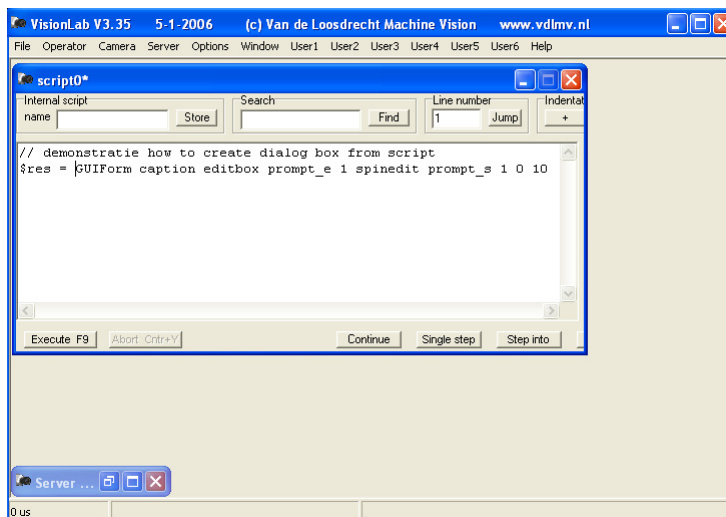 VisionLab V3.35 5-1-2006 (c) Van de Loosdrecht Machine Vision www.vdlmv.nl
File Operator Camera Server Options Window User1 User2 User3 User4 User5 User6 Help
script0*
Internal script Search Line number Indentat
name Store Find 1 Jump +
// demonstratie how to create dialog box from script
$res = GUIForm caption editbox prompt_e 1 spinedit prompt_s 1 0 10
Execute F9 Abort Cntr+Y Continue Single step Step into
Server ...
0 us